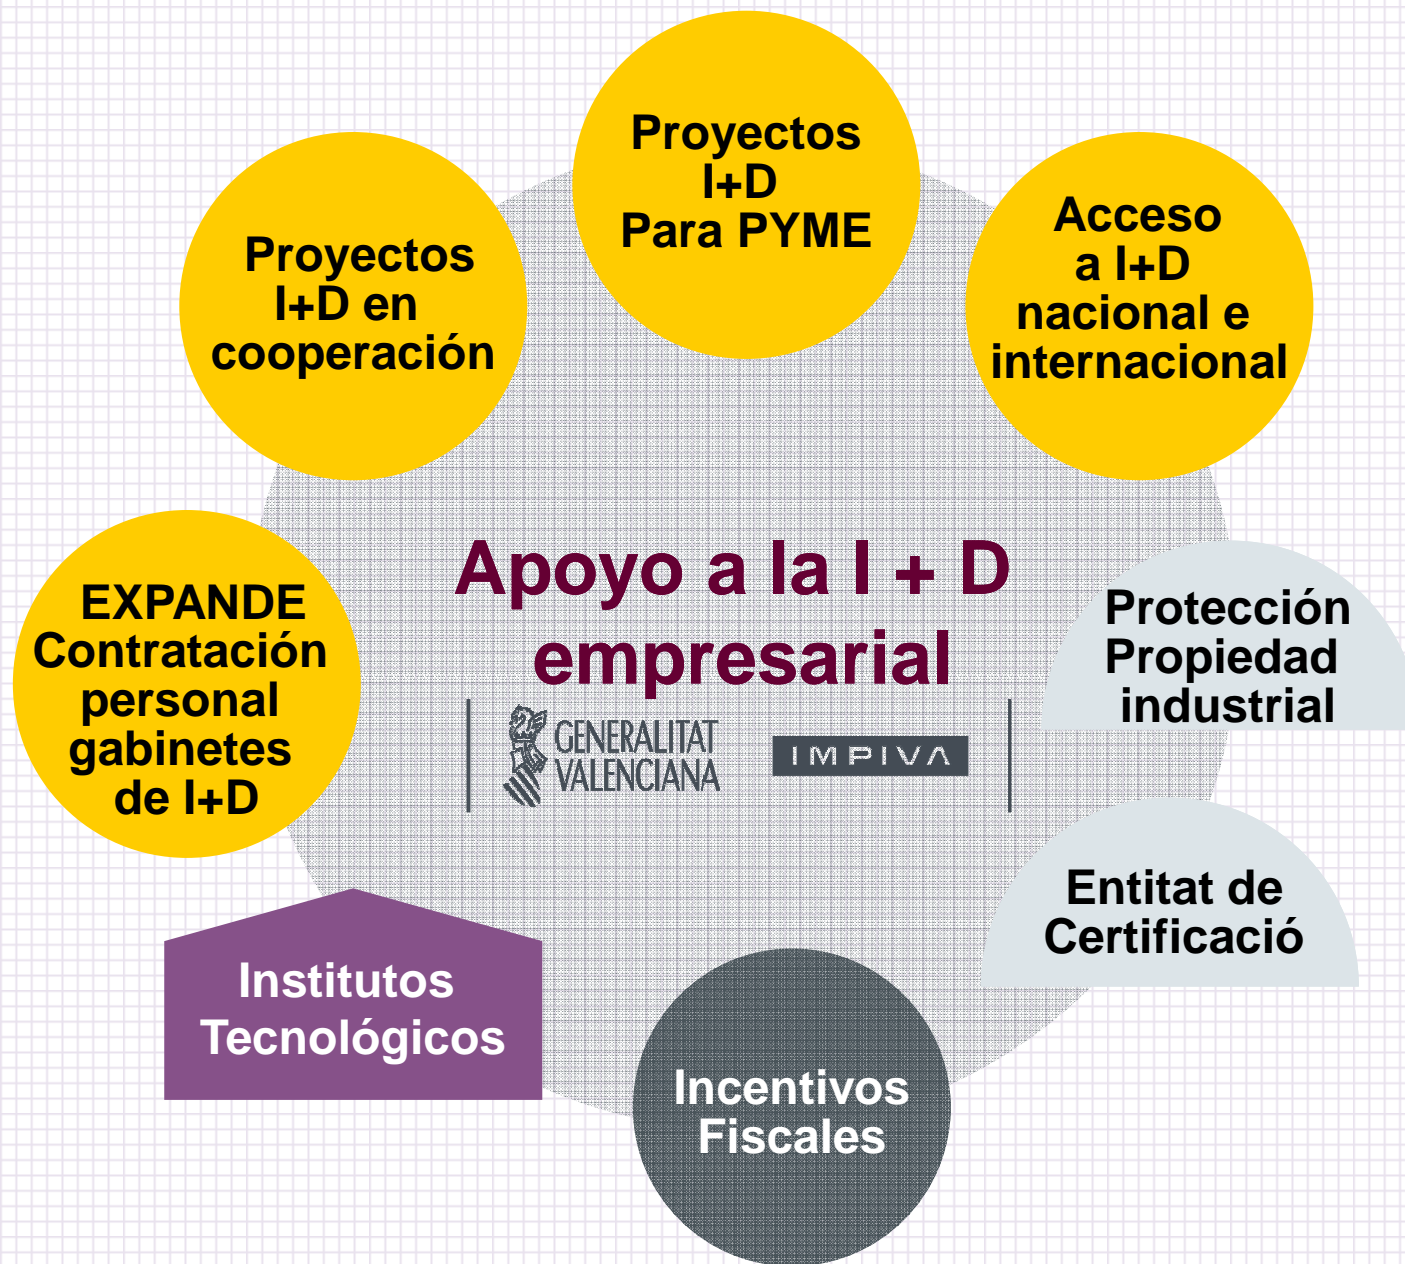 Proyectos
I+D
Para PYME
Proyectos
I+D en
cooperación
Acceso
a I+D
nacional e
internacional
Apoyo a la I + D
empresarial
GENERALITAT
VALENCIANA
IMPIVA
EXPANDE
Contratación
personal
gabinetes
de I+D
Protección
Propiedad
industrial
Entitat de
Certificació
Institutos
Tecnológicos
Incentivos
Fiscales